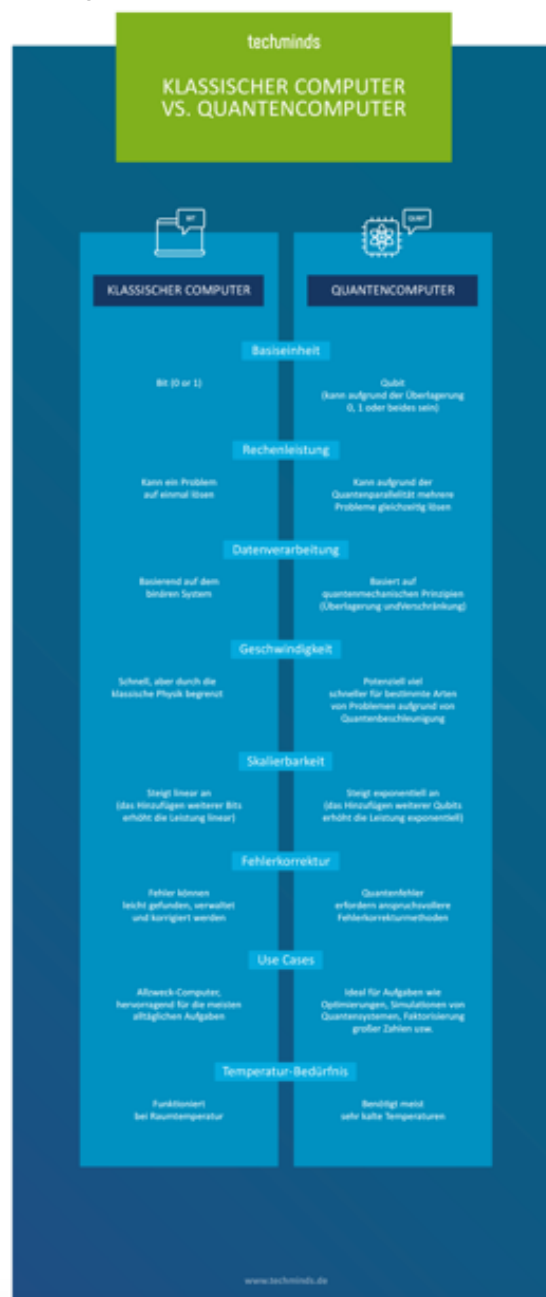 techminds
KLASSISCHER COMPUTER
VS. QUANTENCOMPUTER
BIT
QUBIT
KLASSISCHER COMPUTER
QUANTENCOMPUTER
Basiseinheit
Bit (0 or 1)
Qubit
(kann aufgrund der Überlagerung
0, 1 oder beides sein)
Rechenleistung
Kann ein Problem
auf einmal lösen
Kann aufgrund der
Quantenparallelität mehrere
Probleme gleichzeitig lösen
Datenverarbeitung
Basierend auf dem
binären System
Basiert auf
quantenmechanischen Prinzipien
(Überlagerung undVerschränkung)
Geschwindigkeit
Schnell, aber durch die
klassische Physik begrenzt
Potenziell viel
schneller für bestimmte Arten
von Problemen aufgrund von
Quantenbeschleunigung
Skalierbarkeit
Steigt linear an
(das Hinzufügen weiterer Bits
erhöht die Leistung linear)
Steigt exponentiell an
(das Hinzufügen weiterer Qubits
erhöht die Leistung exponentiell)
Fehlerkorrektur
Fehler können
leicht gefunden, verwaltet
und korrigiert werden
Quantenfehler
erfordern anspruchsvollere
Fehlerkorrekturmethoden
Use Cases
Allzweck-Computer,
hervorragend für die meisten
alltäglichen Aufgaben
Ideal für Aufgaben wie
Optimierungen, Simulationen von
Quantensystemen, Faktorisierung
großer Zahlen usw.
Temperatur-Bedürfnis
Funktioniert
bei Raumtemperatur
Benötigt meist
sehr kalte Temperaturen
www.techminds.de